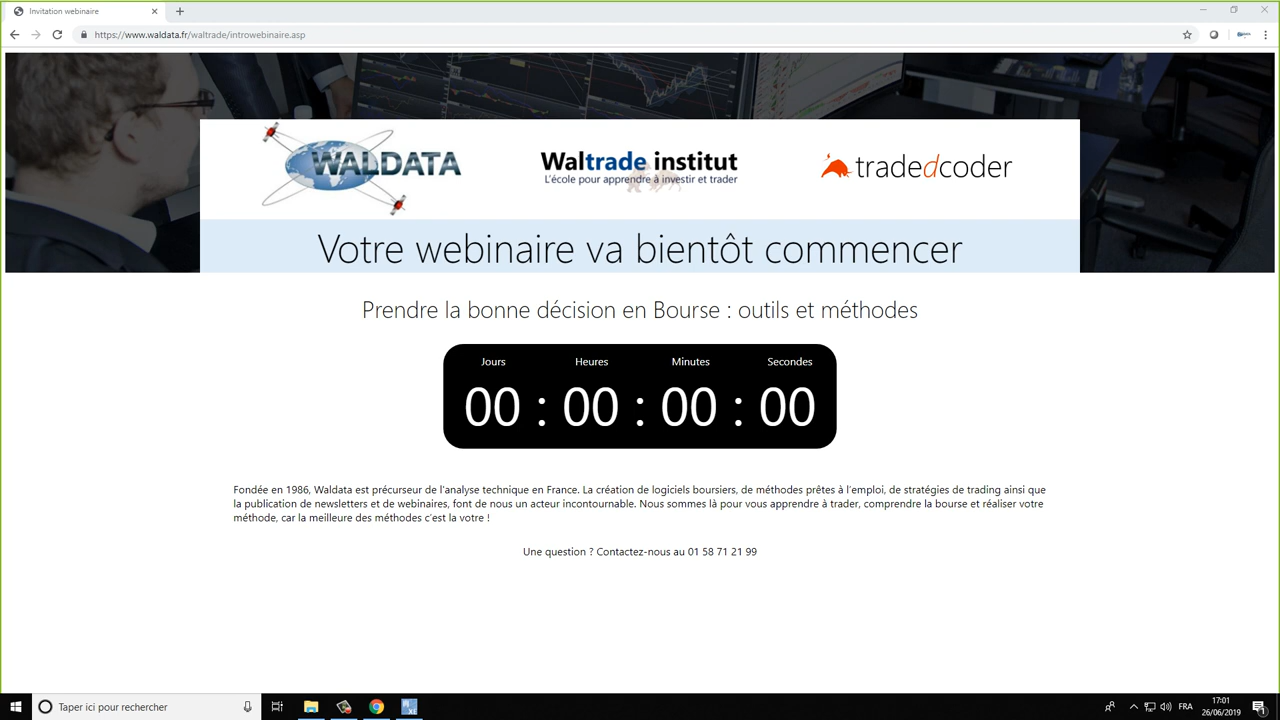 Invitation webinaire
https://www.waldata.fr/waltrade/introwebinaire.asp
WALDATA
Waltrade institut
L'école pour apprendre à investir et trader
tradedcoder
Votre webinaire va bientôt commencer
Prendre la bonne décision en Bourse : outils et méthodes
Jours Heures Minutes Secondes
00 : 00 : 00 : 00
Fondée en 1986, Waldata est précurseur de l'analyse technique en France. La création de logiciels boursiers, de méthodes prêtes à l'emploi, de stratégies de trading ainsi que
la publication de newsletters et de webinaires, font de nous un acteur incontournable. Nous sommes là pour vous apprendre à trader, comprendre la bourse et réaliser votre
méthode, car la meilleure des méthodes c'est la votre !
Une question ? Contactez-nous au 01 58 71 21 99
Taper ici pour rechercher
FRA
17:01
26/06/2019